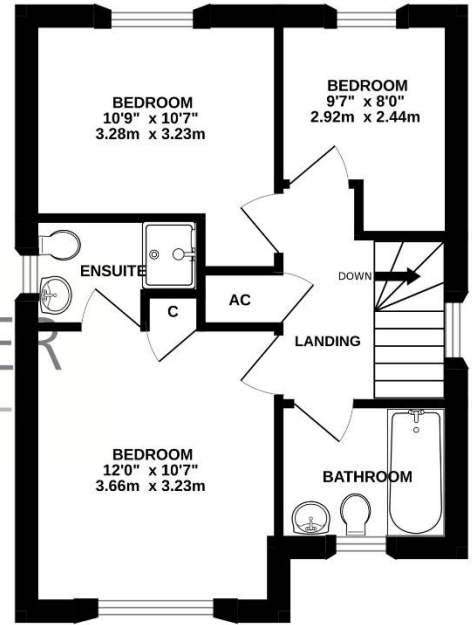 BEDROOM
10'9" x 10'7"
3.28m x 3.23m
BEDROOM
9'7" x 8'0"
2.92m x 2.44m
ENSUITE
DOWN
AC
C
LANDING
ER
BEDROOM
12'0" x 10'7"
3.66m x 3.23m
BATHROOM